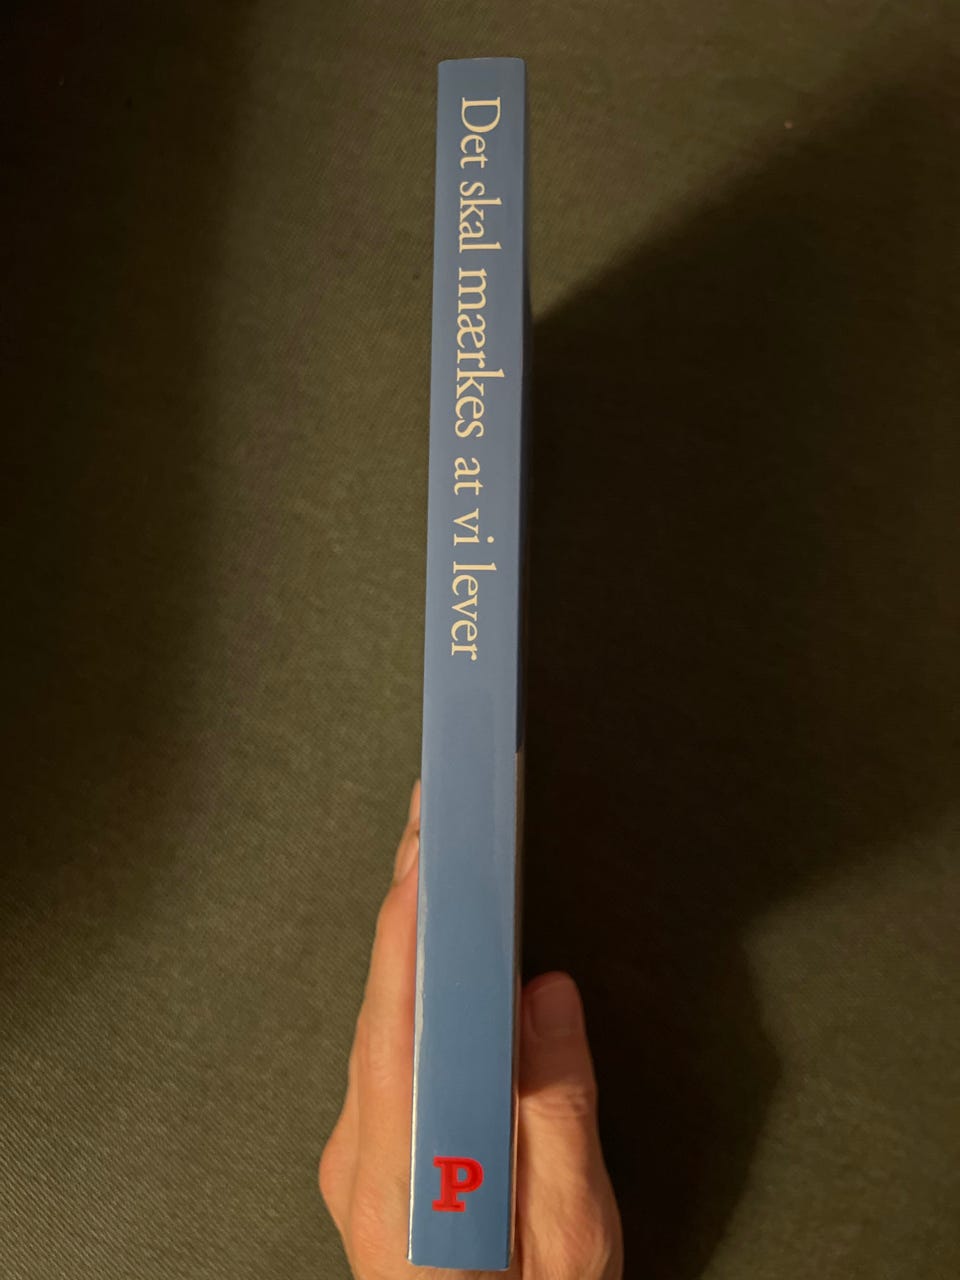 Det skal mærkes at vi lever
P